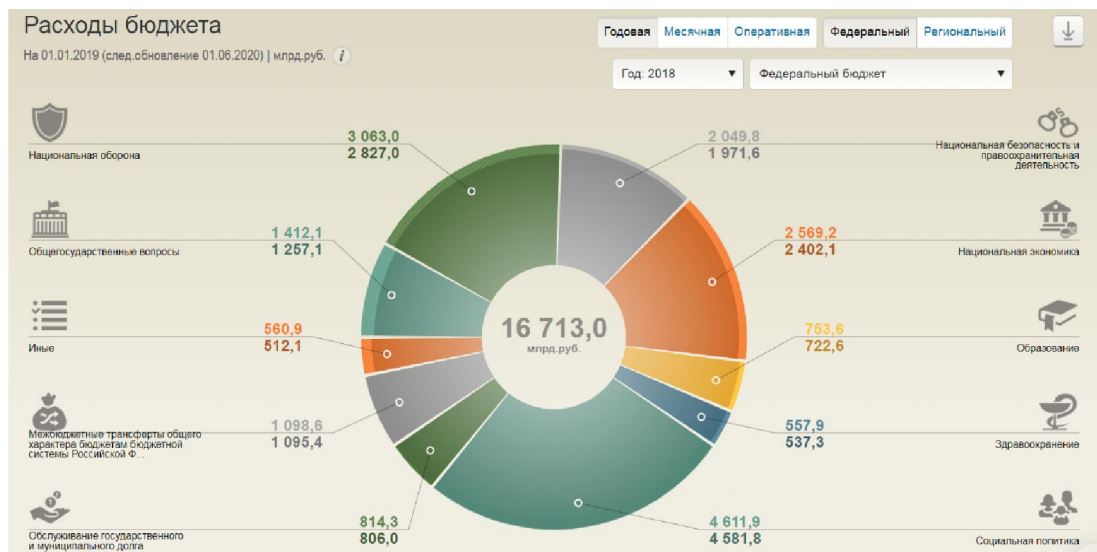 Расходы бюджета
На 01.01.2019 (след.обновление 01.06.2020) | млрд.руб. i
Годовая Месячная Оперативная Федеральный Региональный
Год: 2018 Федеральный бюджет
Национальная оборона
3 063,0
2 827,0
2 049,8
1 971,6
Национальная безопасность и
правоохранительная
деятельность
Общегосударственные вопросы
1 412,1
1 257,1
2 569,2
2 402,1
Национальная экономика
Иные
560,9
512,1
16 713,0
млрд.руб.
753,6
722,6
Образование
Межбюджетные трансферты общего
характера бюджетам бюджетной
системы Российской Ф...
1 098,6
1 095,4
557,9
537,3
Здравоохранение
Обслуживание государственного
и муниципального долга
814,3
806,0
4 611,9
4 581,8
Социальная политика